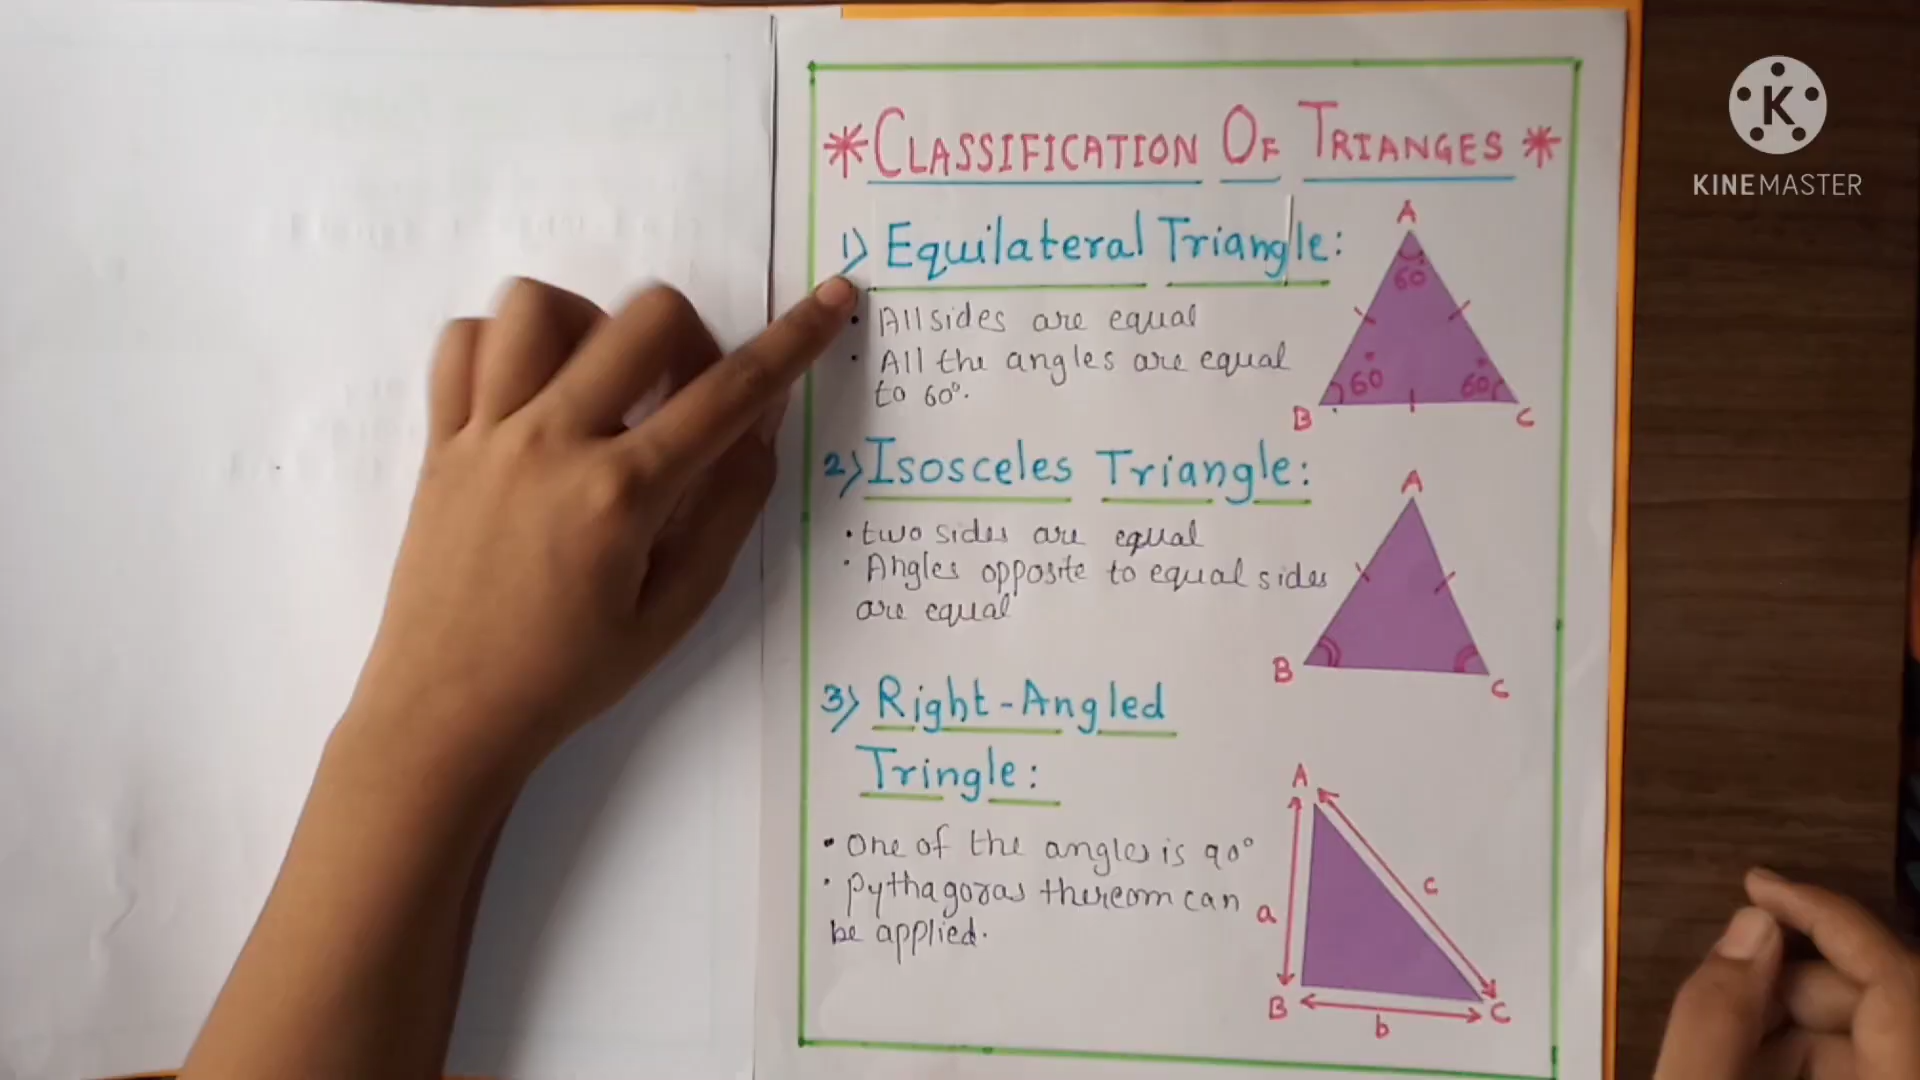 * CLASSIFICATION OF TRIANGES *
1) Equilateral Triangle:
• All sides are equal
• All the angles are equal
to 60°.
A
60°
60°
60°
B
C
2) Isosceles Triangle:
• two sides are equal
• Angles opposite to equal sides
are equal
A
B
C
3) Right-Angled
Tringle:
• One of the angles is 90°
• Pythagoras thereom can
be applied.
A
a
c
B
b
C
K
KINEMASTER